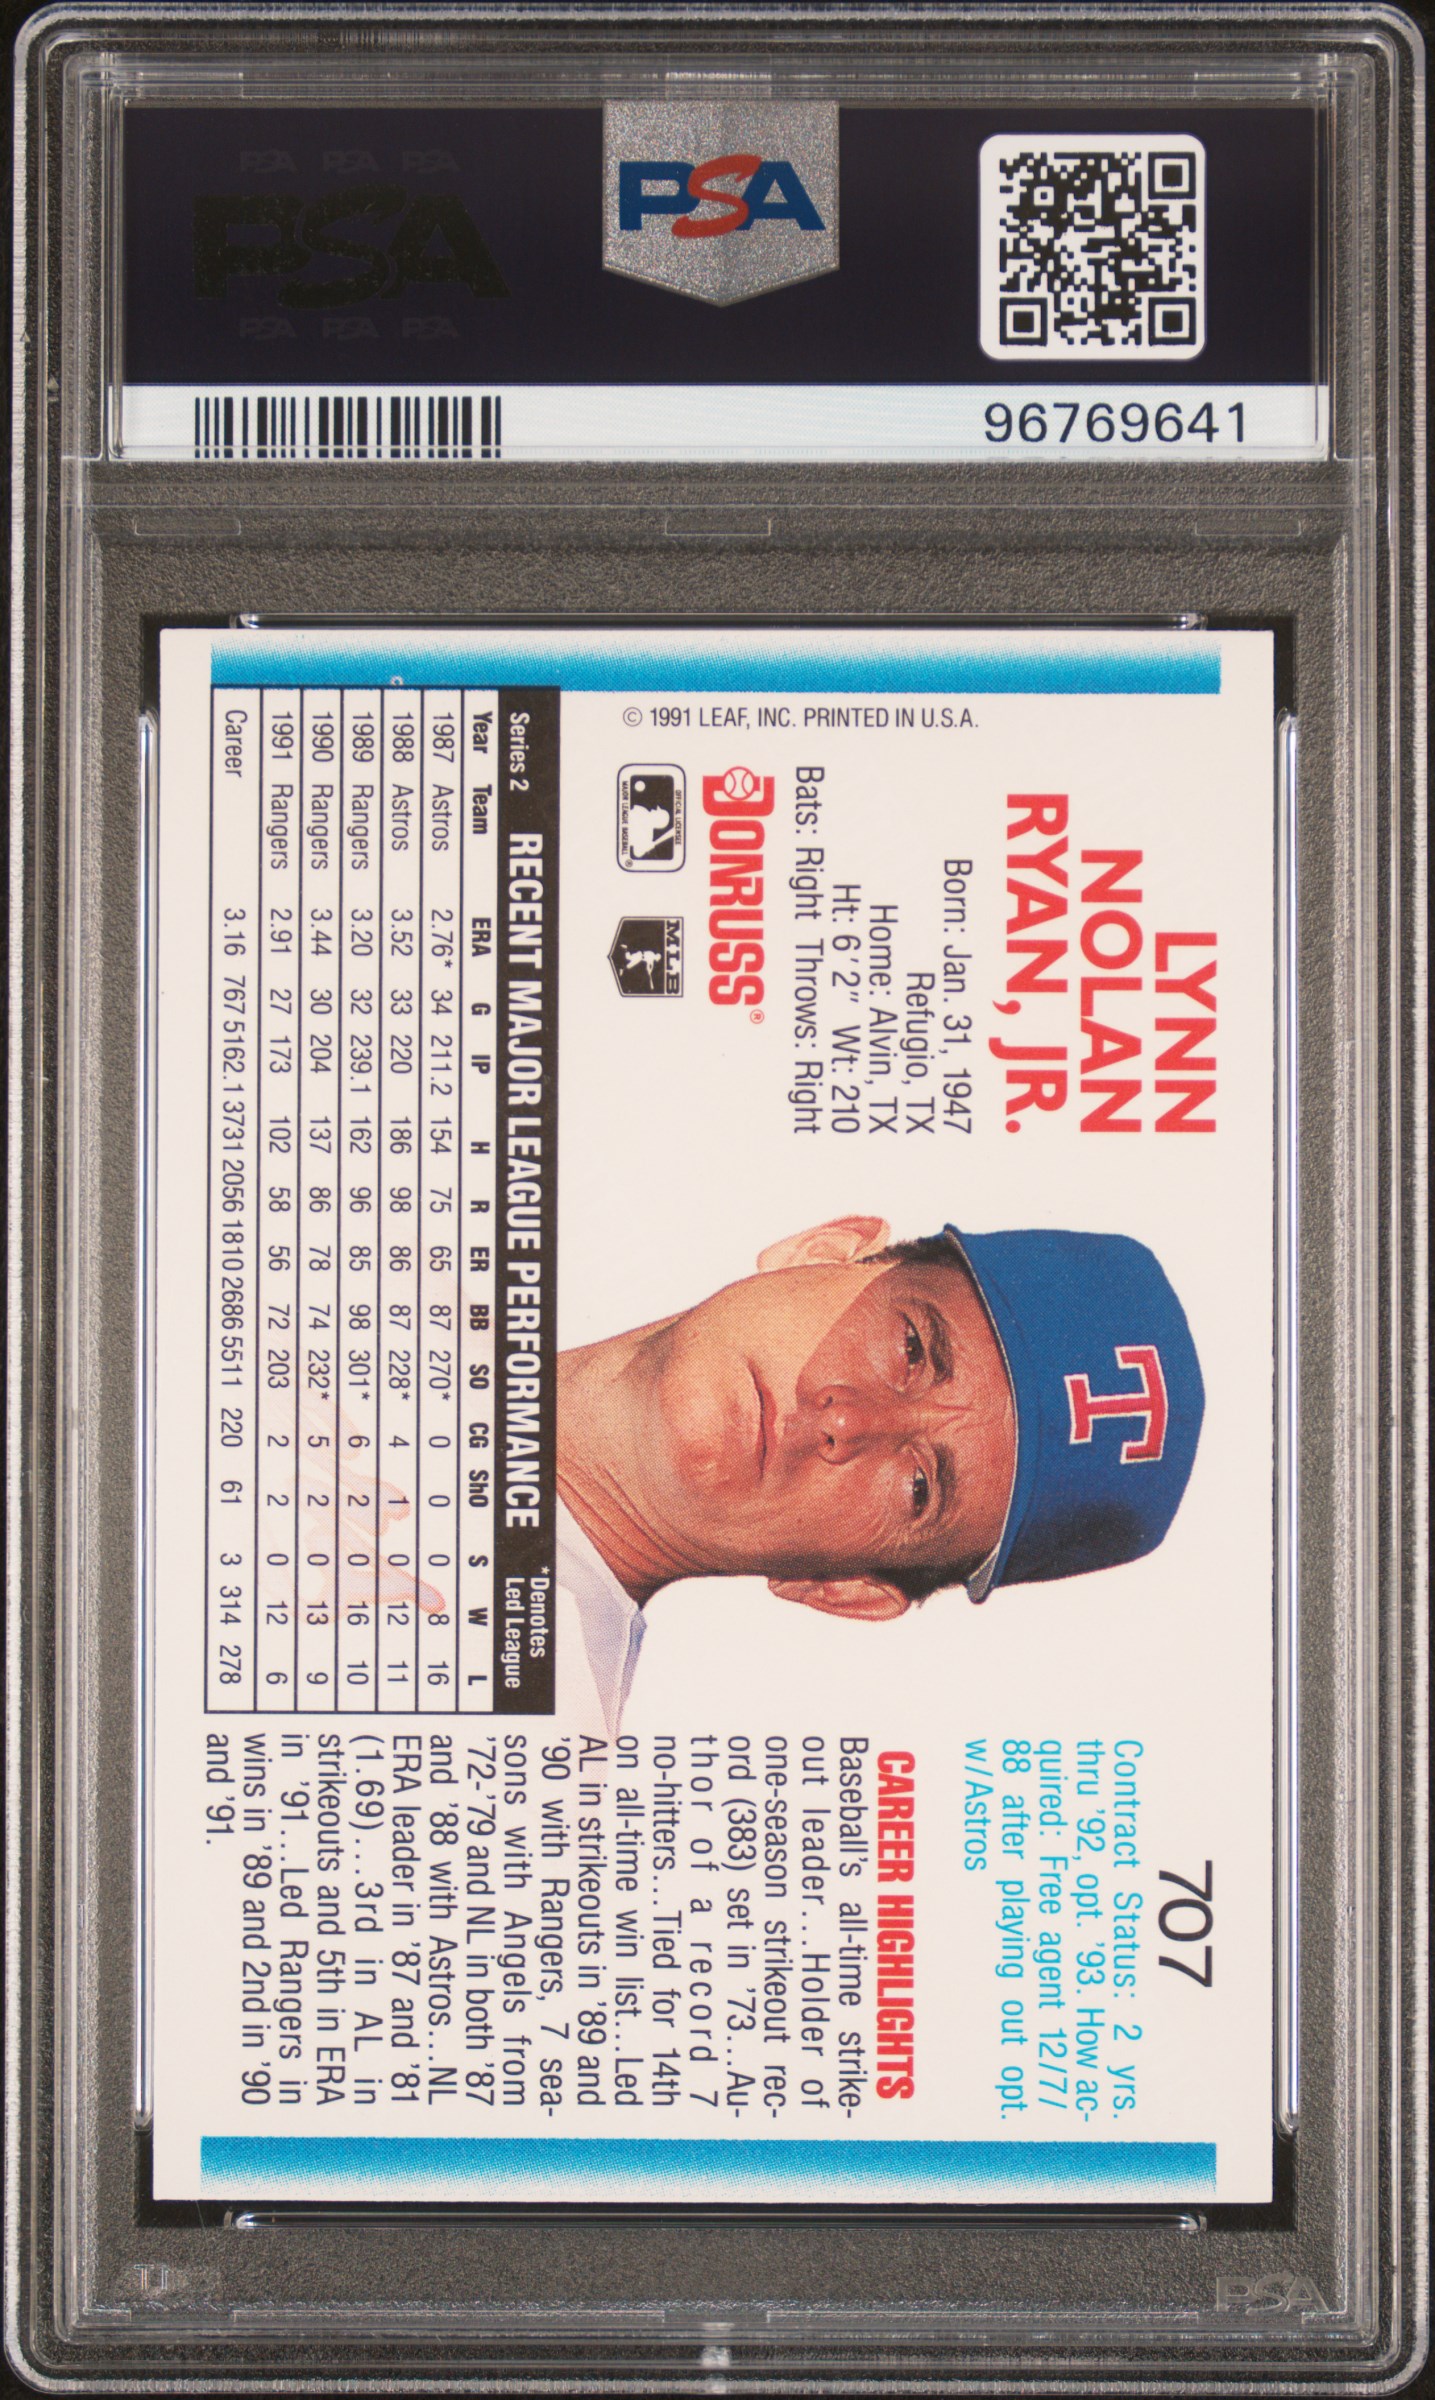 PSA PSA PSA
PSA
PSA PSA PSA
PSA
96769641
LYNN
NOLAN
RYAN, JR.
Born: Jan. 31, 1947
Refugio, TX
Home: Alvin, TX
Ht: 6'2" Wt: 210
Bats: Right Throws: Right
DONRUSS®
OFFICIAL LICENSEE
MAJOR LEAGUE BASEBALL ®
MLB
© 1991 LEAF, INC. PRINTED IN U.S.A.
707
Contract Status: 2 yrs.
thru '92, opt. '93. How ac-
quired: Free agent 12/7/
88 after playing out opt.
w/Astros
CAREER HIGHLIGHTS
Baseball's all-time strike-
out leader...Holder of
one-season strikeout rec-
ord (383) set in '73...Au-
thor of a record 7
no-hitters...Tied for 14th
on all-time win list...Led
AL in strikeouts in '89 and
'90 with Rangers, 7 sea-
sons with Angels from
'72-'79 and NL in both '87
and '88 with Astros...NL
ERA leader in '87 and '81
(1.69)...3rd in AL in
strikeouts and 5th in ERA
in '91...Led Rangers in
wins in '89 and 2nd in '90
and '91.
Series 2 RECENT MAJOR LEAGUE PERFORMANCE *Denotes
Led League
Year Team ERA G IP H R ER BB SO CG ShO S W L
1987 Astros 2.76* 34 211.2 154 75 65 87 270* 0 0 0 8 16
1988 Astros 3.52 33 220 186 98 86 87 228* 4 1 0 12 11
1989 Rangers 3.20 32 239.1 162 96 85 98 301* 6 2 0 16 10
1990 Rangers 3.44 30 204 137 86 78 74 232* 5 2 0 13 9
1991 Rangers 2.91 27 173 102 58 56 72 203 2 2 0 12 6
Career 3.16 767 5162.1 3731 2056 1810 2686 5511 220 61 3 314 278
C
T
PSA